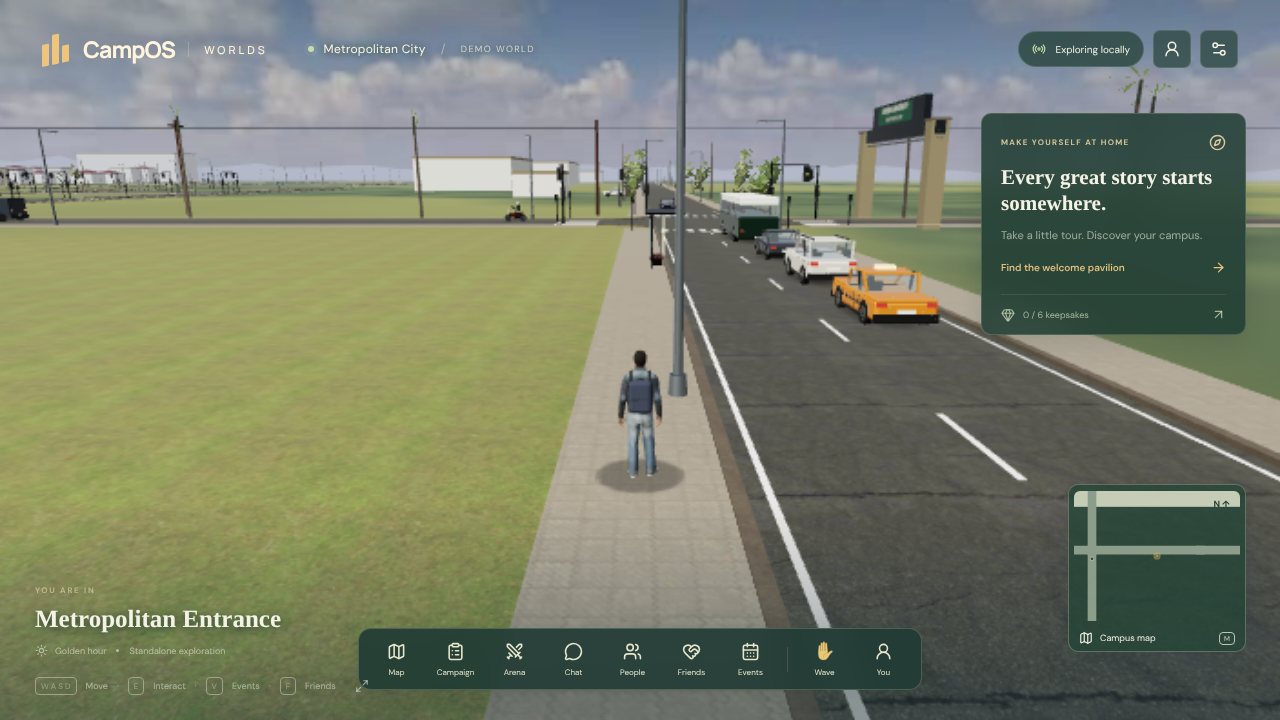 CampOS
WORLDS
Metropolitan City / DEMO WORLD
Exploring locally
MAKE YOURSELF AT HOME
Every great story starts
somewhere.
Take a little tour. Discover your campus.
Find the welcome pavilion
0 / 6 keepsakes
N
Campus map
M
YOU ARE IN
Metropolitan Entrance
Golden hour • Standalone exploration
WASD Move E Interact V Events F Friends
Map
Campaign
Arena
Chat
People
Friends
Events
Wave
You